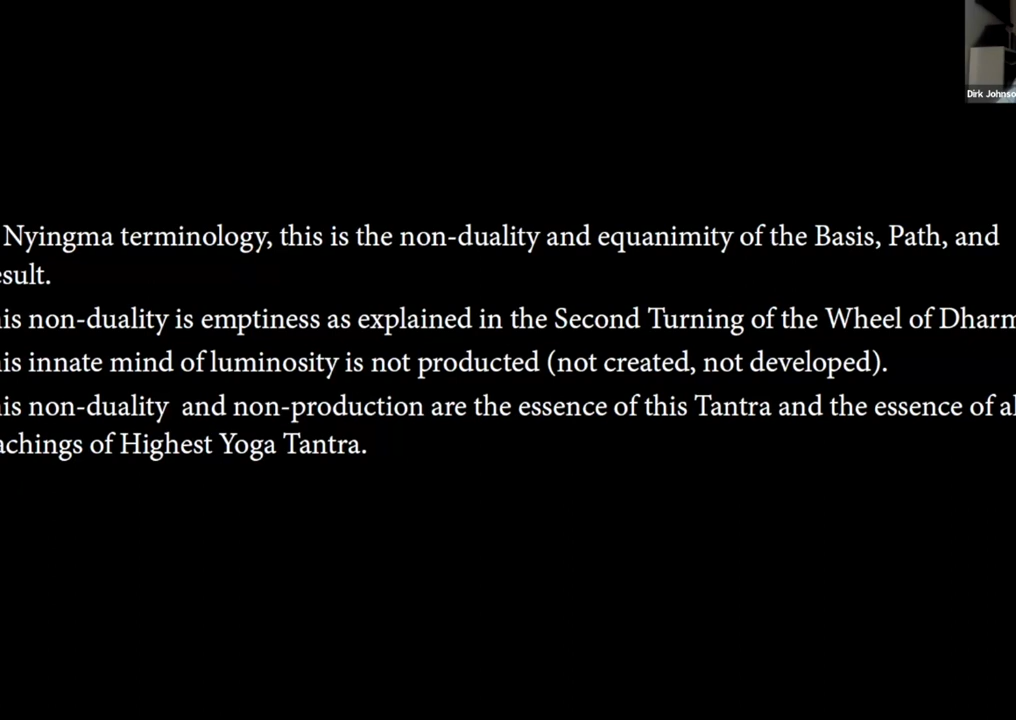 Dirk Johnso
Nyingma terminology, this is the non-duality and equanimity of the Basis, Path, and
esult.
is non-duality is emptiness as explained in the Second Turning of the Wheel of Dharm
is innate mind of luminosity is not producted (not created, not developed).
is non-duality and non-production are the essence of this Tantra and the essence of al
achings of Highest Yoga Tantra.